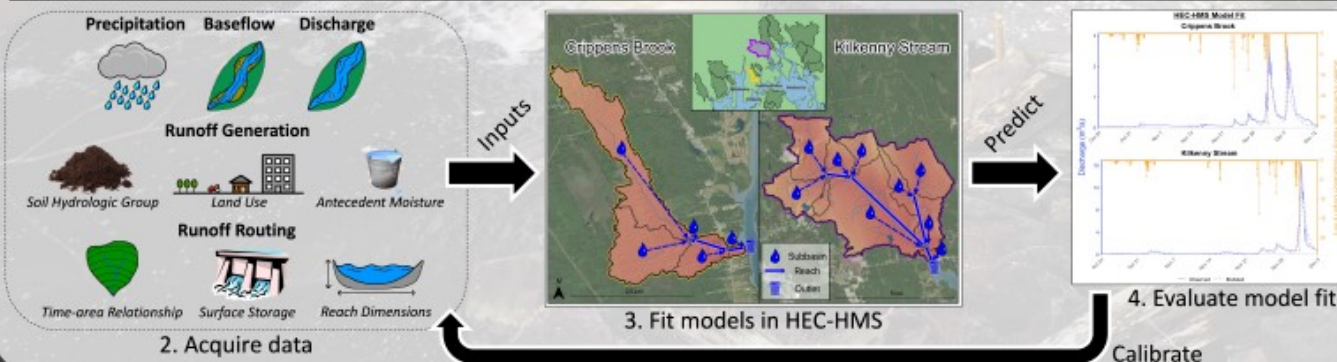 Precipitation Baseflow Discharge
Runoff Generation
Soil Hydrologic Group Land Use Antecedent Moisture
Runoff Routing
Time-area Relationship Surface Storage Reach Dimensions
2. Acquire data
Inputs
Crippens Brook
Kilkenny Stream
Subbasin
Reach
Outlet
3. Fit models in HEC-HMS
Predict
HEC-HMS Model Fit
Crippens Brook
Kilkenny Stream
Discharge (m³/s)
4. Evaluate model fit
Calibrate